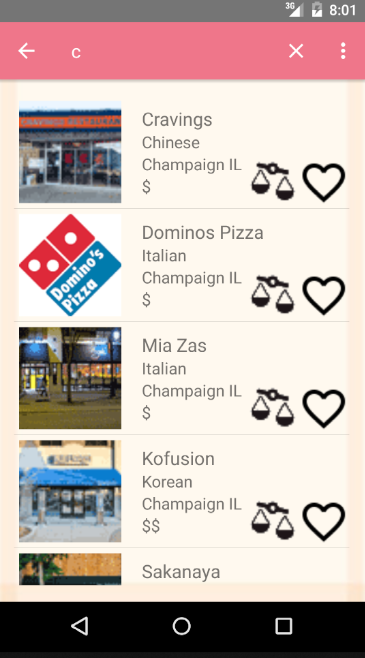 3G
8:01
c
Cravings
Chinese
Champaign IL
$
Dominos Pizza
Italian
Champaign IL
$
Domino's
Pizza
Mia Zas
Italian
Champaign IL
$
Kofusion
Korean
Champaign IL
$$
Sakanaya